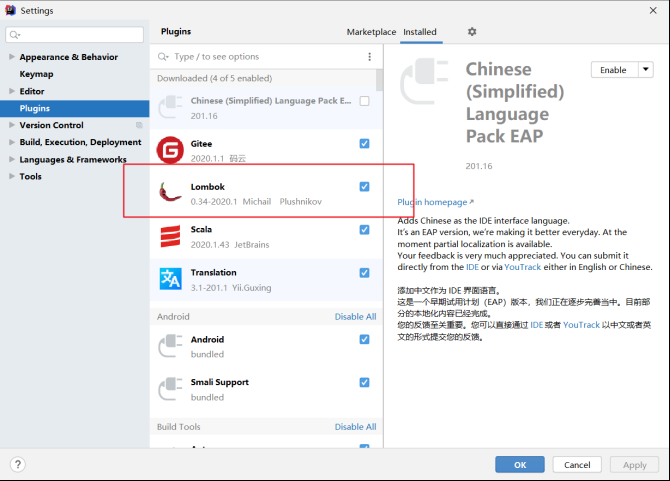 Settings
Plugins
Marketplace
Installed
Appearance & Behavior
Keymap
Editor
Plugins
Version Control
Build, Execution, Deployment
Languages & Frameworks
Tools
Type / to see options
Downloaded (4 of 5 enabled)
Chinese (Simplified) Language Pack E...
201.16
Gitee
2020.1.1 码云
Lombok
0.34-2020.1 Michail Plushnikov
Scala
2020.1.43 JetBrains
Translation
3.1-201.1 Yii.Guxing
Android
Disable All
Android
bundled
Smali Support
bundled
Build Tools
Disable All
Chinese
(Simplified)
Language
Pack EAP
Enable
201.16
Plugin homepage
Adds Chinese as the IDE interface language.
It's an EAP version, we're making it better everyday. At the
moment partial localization is available.
Your feedback is very much appreciated. You can submit it
directly from the IDE or via YouTrack either in English or Chinese.
添加中文作为 IDE 界面语言。
这是一个早期试用计划（EAP）版本，我们正在逐步完善当中。目前部
分的本地化内容已经完成。
您的反馈至关重要。您可以直接通过 IDE 或者 YouTrack 以中文或者英
文的形式提交您的反馈。
?
OK
Cancel
Apply